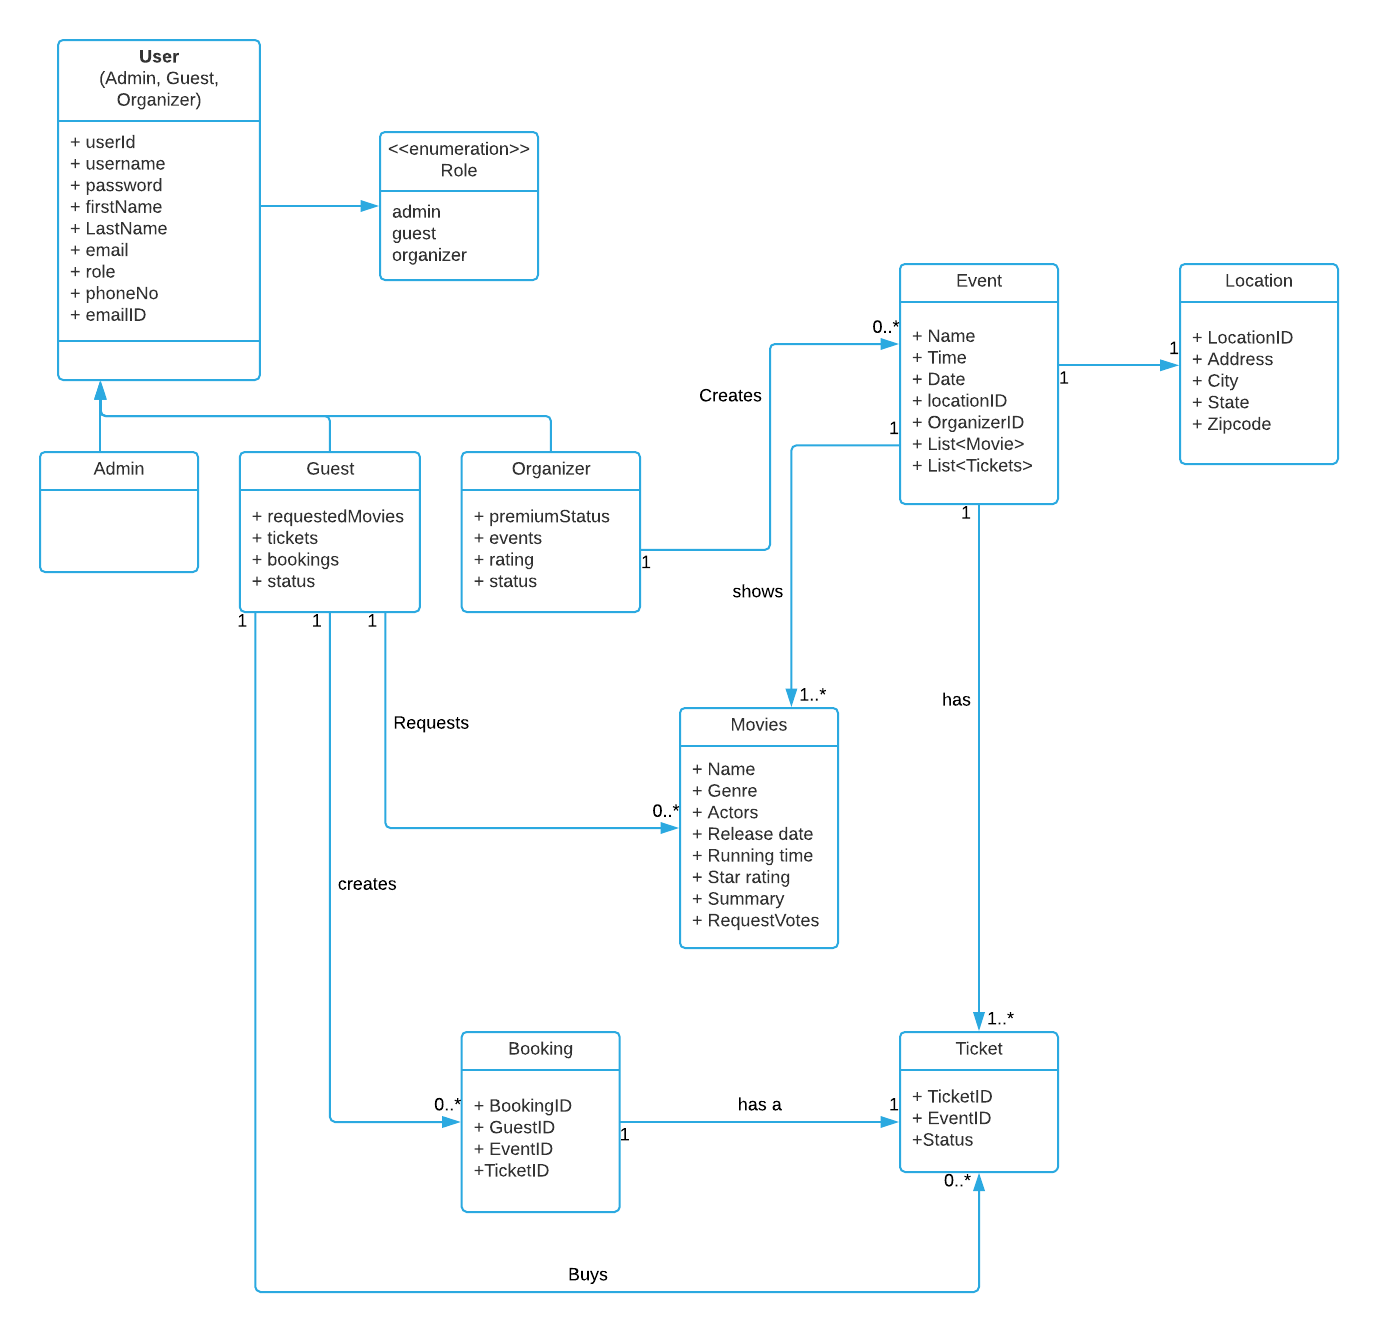 User
(Admin, Guest,
Organizer)
+ userId
+ username
+ password
+ firstName
+ LastName
+ email
+ role
+ phoneNo
+ emailID
<<enumeration>>
Role
admin
guest
organizer
Event
+ Name
+ Time
+ Date
+ locationID
+ OrganizerID
+ List<Movie>
+ List<Tickets>
Location
+ LocationID
+ Address
+ City
+ State
+ Zipcode
0..*
1
1
Creates
1
Admin
Guest
+ requestedMovies
+ tickets
+ bookings
+ status
Organizer
+ premiumStatus
+ events
+ rating
+ status
1
1
shows
1
1
1
1..*
has
Requests
Movies
+ Name
+ Genre
+ Actors
+ Release date
+ Running time
+ Star rating
+ Summary
+ RequestVotes
0..*
creates
1..*
Booking
+ BookingID
+ GuestID
+ EventID
+TicketID
0..*
has a
1
1
Ticket
+ TicketID
+ EventID
+Status
0..*
Buys